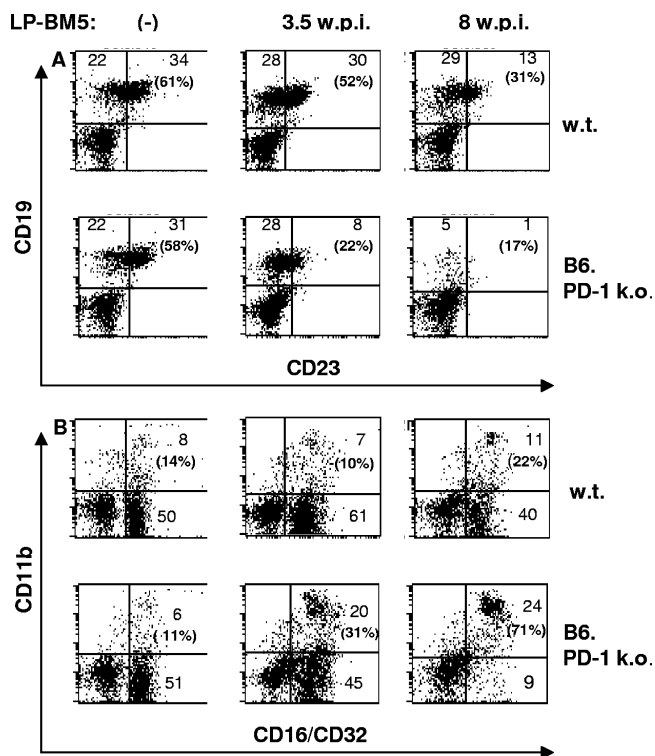 LP-BM5: (-) 3.5 w.p.i. 8 w.p.i.
A 22 34 28 30 29 13
(61%) (52%) (31%)
w.t.
CD19
22 31 28 8 5 1
(58%) (22%) (17%)
B6.
PD-1 k.o.
CD23
B 8 7 11
(14%) (10%) (22%)
w.t.
50 61 40
CD11b
6 20 24
(11%) (31%) (71%)
B6.
PD-1 k.o.
51 45 9
CD16/CD32